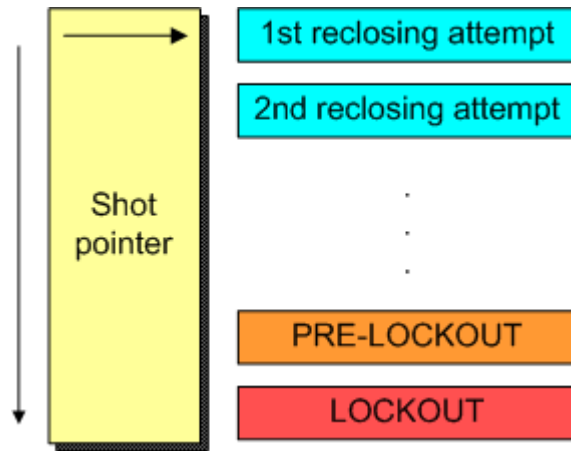 1st reclosing attempt
2nd reclosing attempt
Shot
pointer
.
.
.
PRE-LOCKOUT
LOCKOUT